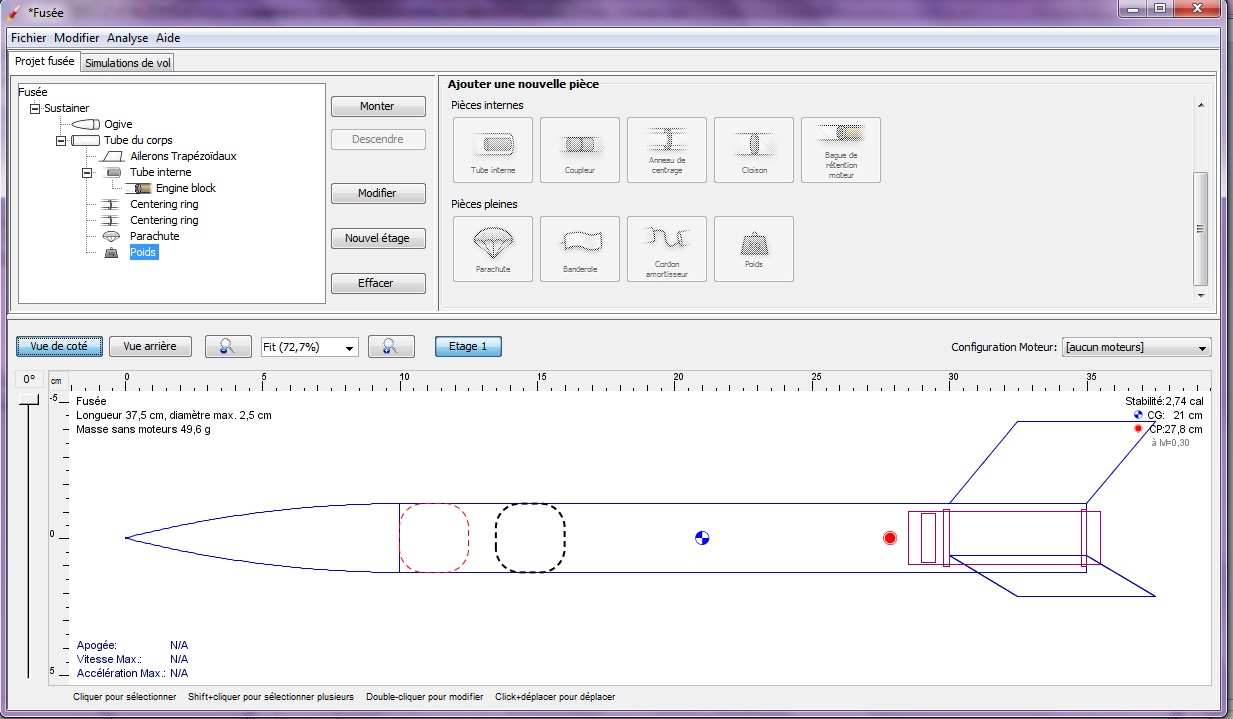 *Fusée
Fichier Modifier Analyse Aide
Projet fusée Simulations de vol
Fusée
Sustainer
Ogive
Tube du corps
Ailerons Trapézoïdaux
Tube interne
Engine block
Centering ring
Centering ring
Parachute
Poids
Monter
Descendre
Modifier
Nouvel étage
Effacer
Ajouter une nouvelle pièce
Pièces internes
Tube interne
Coupleur
Anneau de
centrage
Cloison
Bague de
rétention
moteur
Pièces pleines
Parachute
Banderole
Cordon
amortisseur
Poids
Vue de coté Vue arrière Fit (72,7%) Etage 1 Configuration Moteur: [aucun moteurs]
0° cm 0 5 10 15 20 25 30 35
-5
0
5
Fusée
Longueur 37,5 cm, diamètre max. 2,5 cm
Masse sans moteurs 49,6 g
Stabilité:2,74 cal
CG: 21 cm
CP:27,8 cm
à M=0,30
Apogée: N/A
Vitesse Max.: N/A
Accélération Max.: N/A
Cliquer pour sélectionner Shift+cliquer pour sélectionner plusieurs Double-cliquer pour modifier Click+déplacer pour déplacer